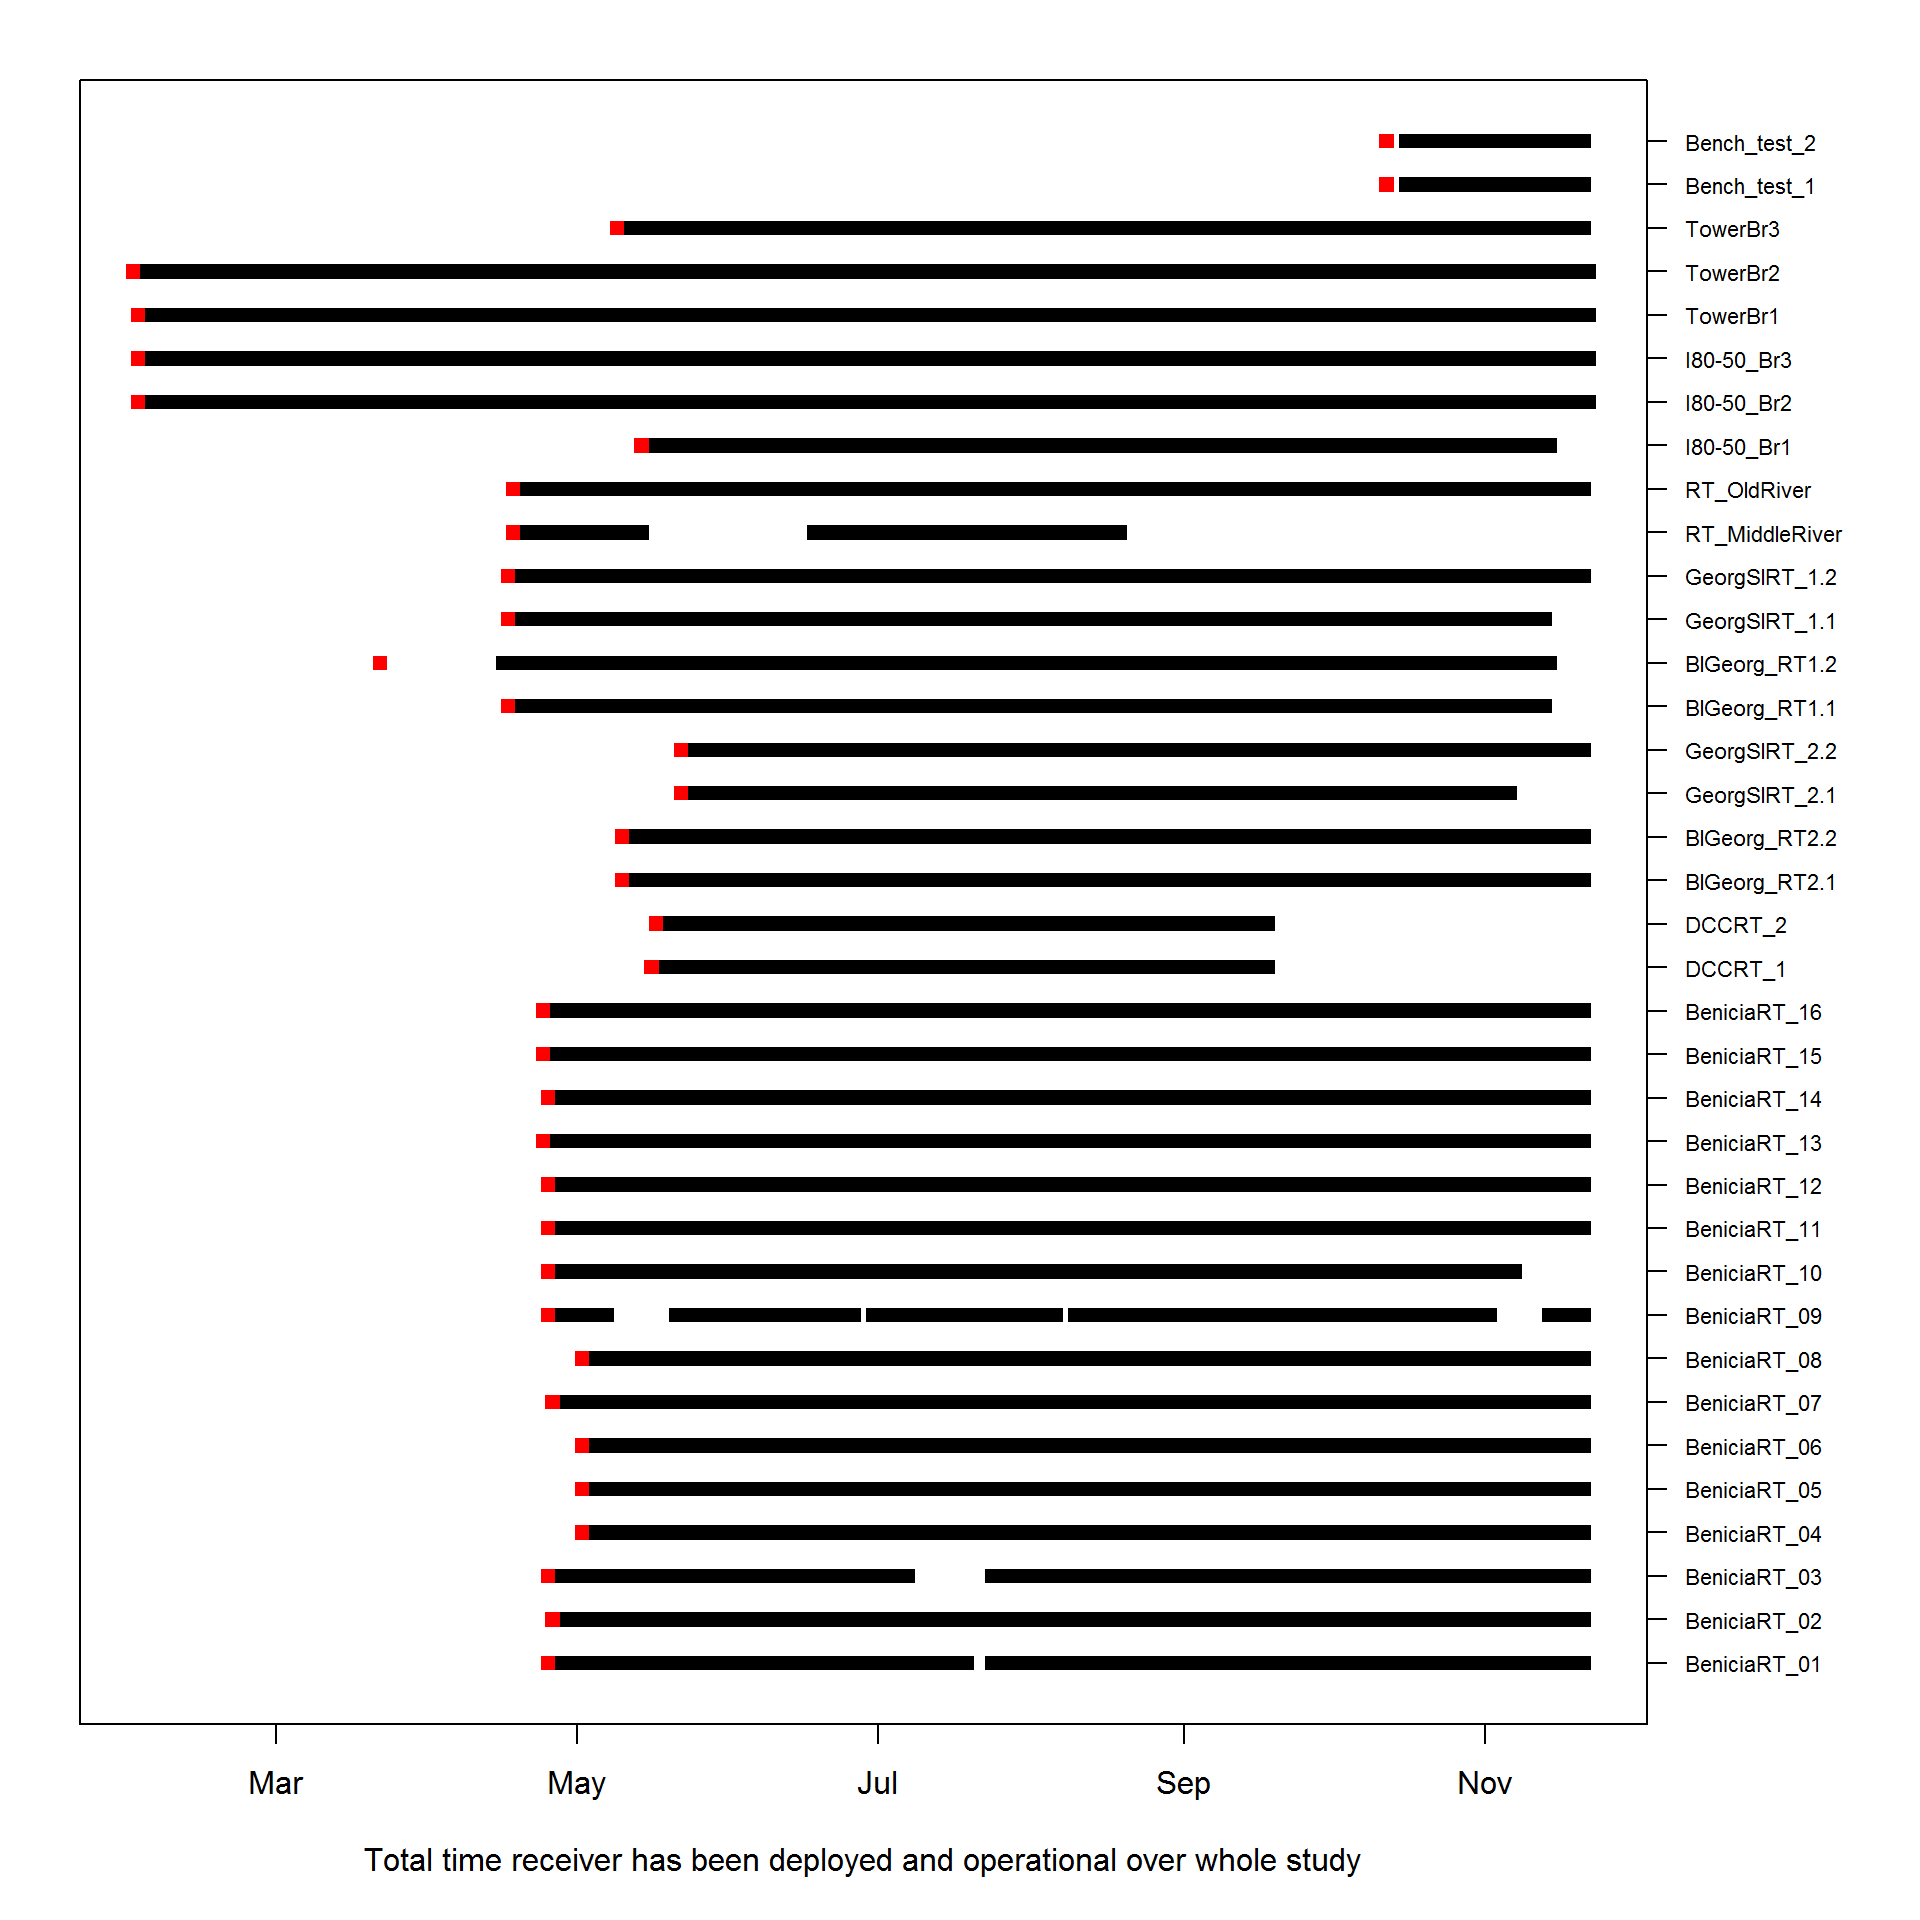 Bench_test_2
Bench_test_1
TowerBr3
TowerBr2
TowerBr1
I80-50_Br3
I80-50_Br2
I80-50_Br1
RT_OldRiver
RT_MiddleRiver
GeorgSlRT_1.2
GeorgSlRT_1.1
BlGeorg_RT1.2
BlGeorg_RT1.1
GeorgSlRT_2.2
GeorgSlRT_2.1
BlGeorg_RT2.2
BlGeorg_RT2.1
DCCRT_2
DCCRT_1
BeniciaRT_16
BeniciaRT_15
BeniciaRT_14
BeniciaRT_13
BeniciaRT_12
BeniciaRT_11
BeniciaRT_10
BeniciaRT_09
BeniciaRT_08
BeniciaRT_07
BeniciaRT_06
BeniciaRT_05
BeniciaRT_04
BeniciaRT_03
BeniciaRT_02
BeniciaRT_01
Mar May Jul Sep Nov
Total time receiver has been deployed and operational over whole study